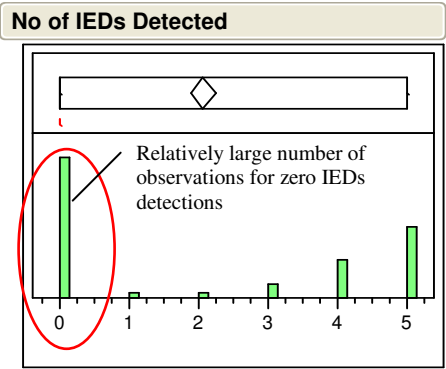 No of IEDs Detected
Relatively large number of
observations for zero IEDs
detections
0 1 2 3 4 5